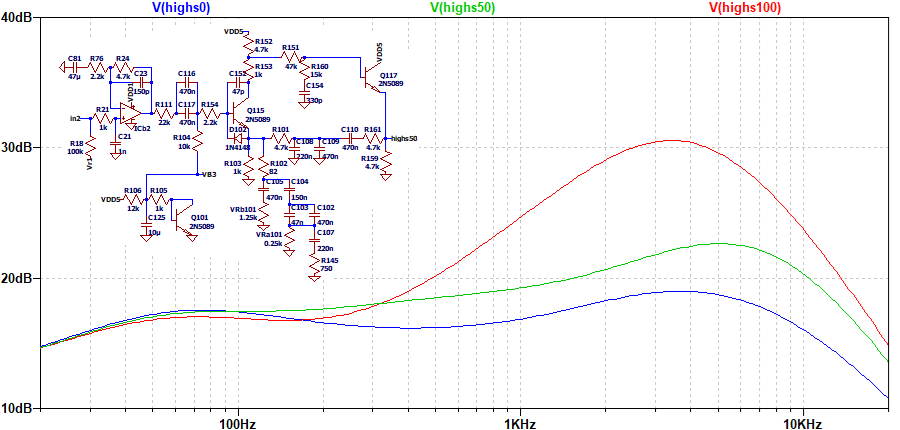 V(highs0) V(highs50) V(highs100)
40dB
30dB
20dB
10dB
100Hz 1KHz 10KHz
VDD5
R152
4.7k
R151
47k
VDD5
C81
47µ
R76
2.2k
R24
4.7k
C23
150p
VDD1
C116
470n
C152
47p
R153
1k
R160
15k
C154
330p
Q117
2N5089
in2
R21
1k
ICb2
R111
22k
C117
470n
R154
2.2k
Q115
2N5089
R18
100k
Vr1
C21
1n
R104
10k
D102
1N4148
R101
4.7k
C108
220n
C109
470n
C110
470n
R161
4.7k
highs50
R159
4.7k
VB3
R103
1k
R102
82
VDD5
R106
12k
R105
1k
C125
10µ
Q101
2N5089
C105
470n
C104
150n
VRb101
1.25k
C103
47n
C102
470n
VRa101
0.25k
C107
220n
R145
750